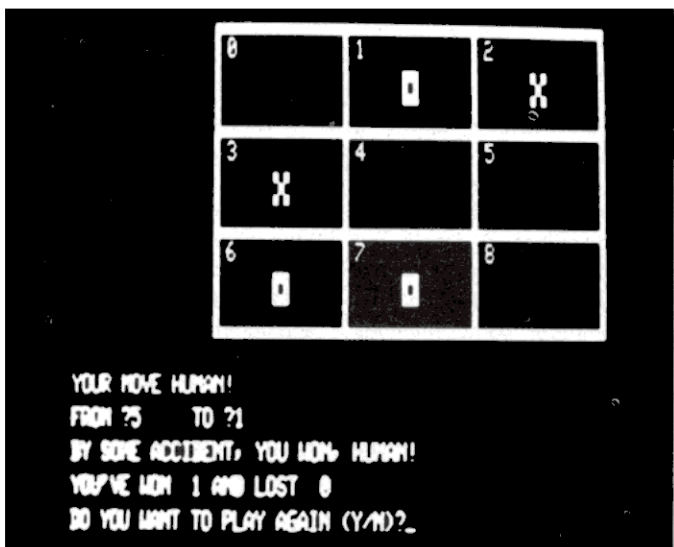 0 1 2
O X
3 4 5
X
6 7 8
O O
YOUR MOVE HUMAN!
FROM ?5 TO ?1
BY SOME ACCIDENT, YOU WON, HUMAN!
YOU'VE WON 1 AND LOST 0
DO YOU WANT TO PLAY AGAIN (Y/N)?_